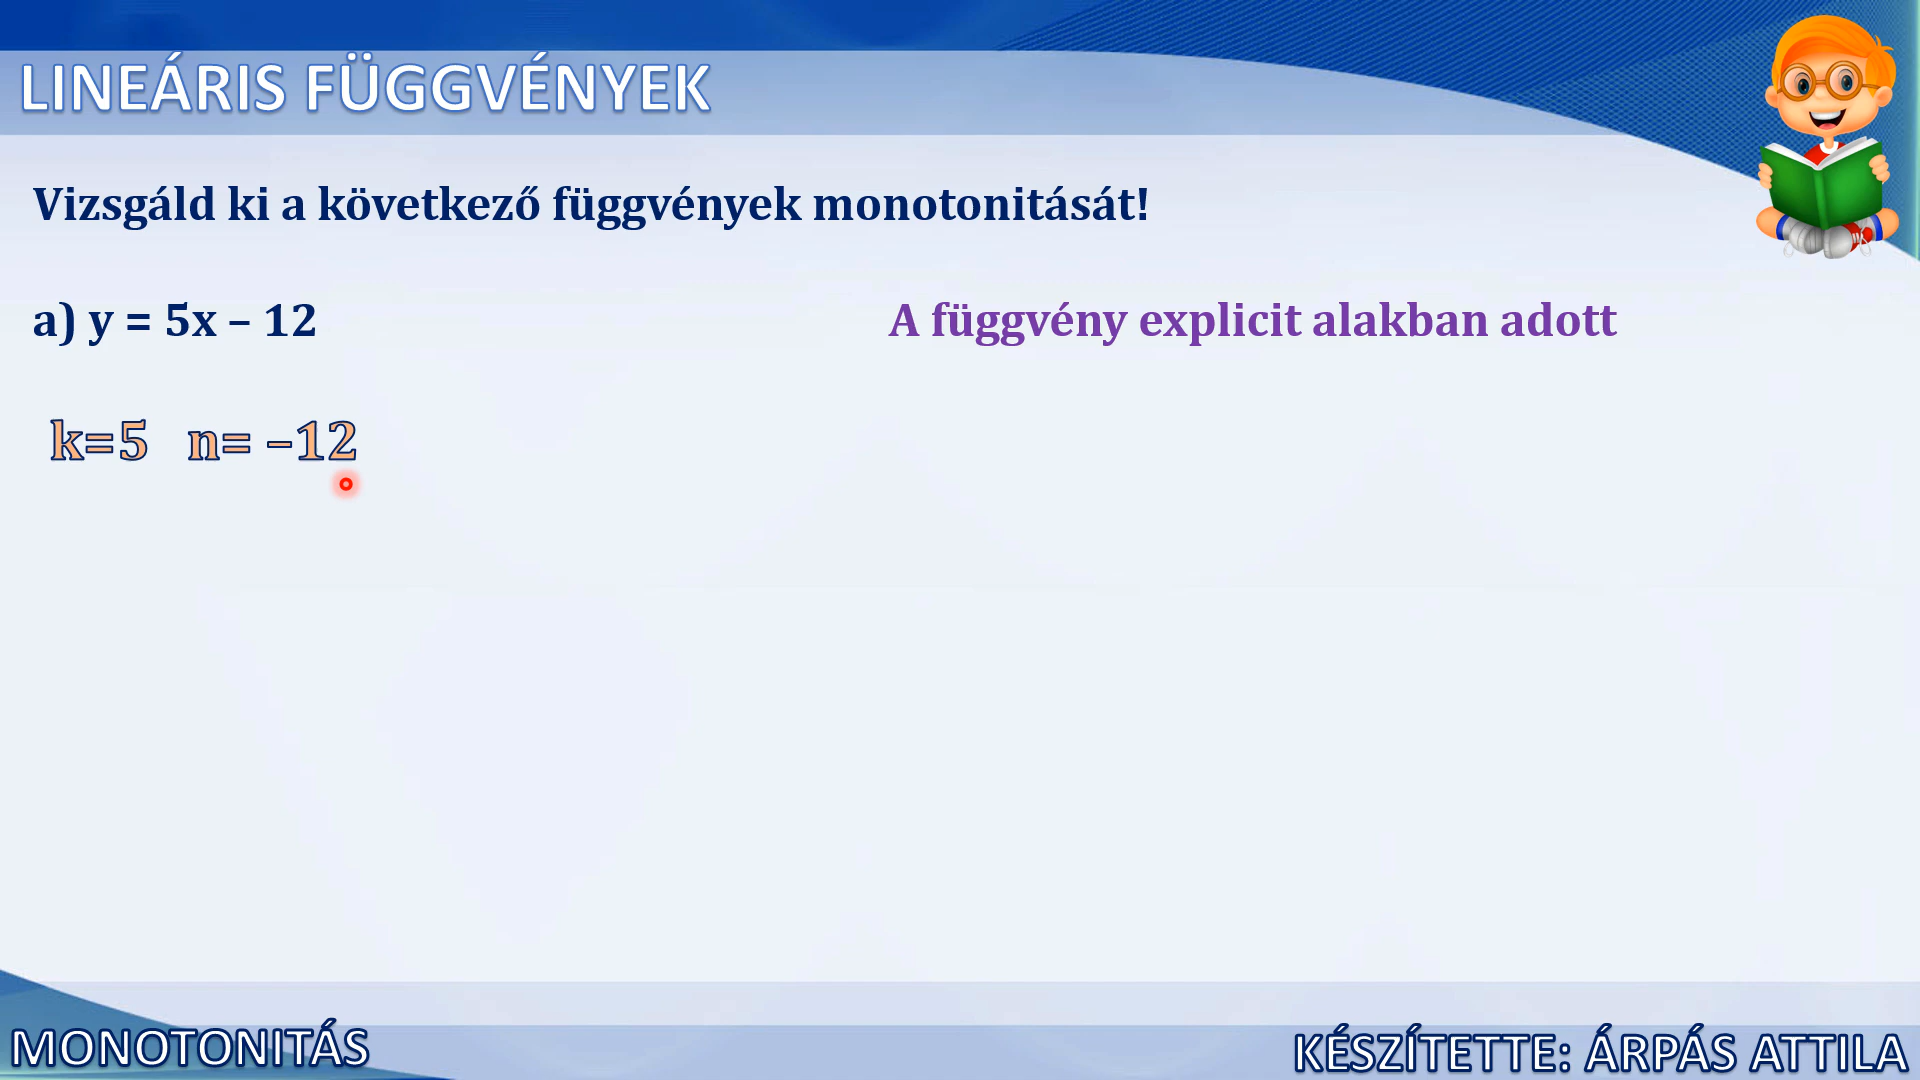 LINEÁRIS FÜGGVÉNYEK
Vizsgáld ki a következő függvények monotonitását!
a) y = 5x – 12
A függvény explicit alakban adott
k=5 n= –12
MONOTONITÁS
KÉSZÍTETTE: ÁRPÁS ATTILA